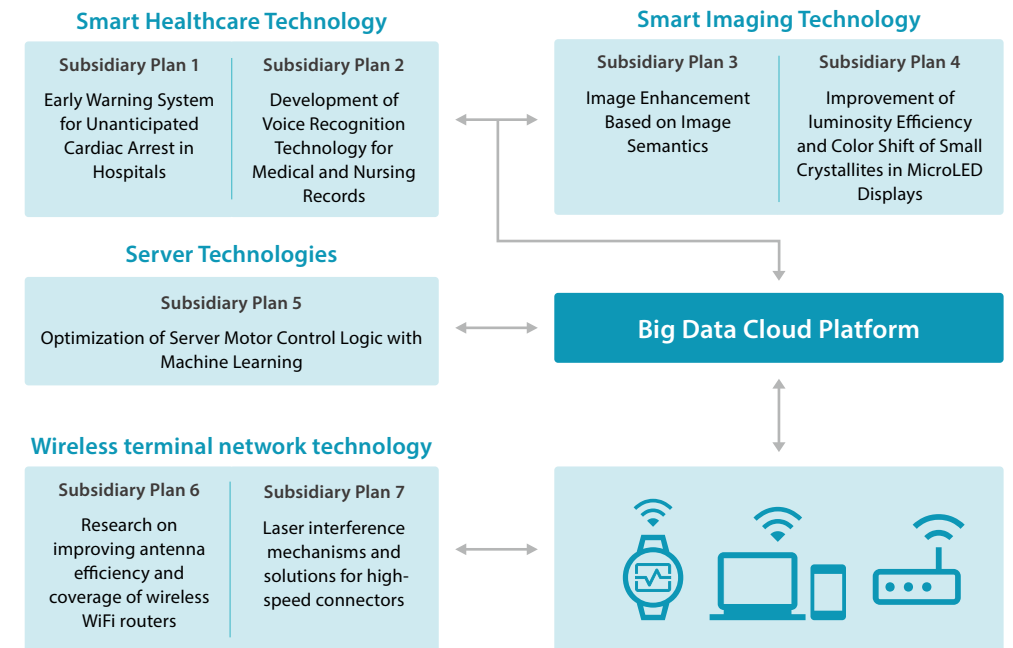 Smart Healthcare Technology
Subsidiary Plan 1
Early Warning System
for Unanticipated
Cardiac Arrest in
Hospitals
Subsidiary Plan 2
Development of
Voice Recognition
Technology for
Medical and Nursing
Records
Smart Imaging Technology
Subsidiary Plan 3
Image Enhancement
Based on Image
Semantics
Subsidiary Plan 4
Improvement of
luminosity Efficiency
and Color Shift of Small
Crystallites in MicroLED
Displays
Server Technologies
Subsidiary Plan 5
Optimization of Server Motor Control Logic with
Machine Learning
Big Data Cloud Platform
Wireless terminal network technology
Subsidiary Plan 6
Research on
improving antenna
efficiency and
coverage of wireless
WiFi routers
Subsidiary Plan 7
Laser interference
mechanisms and
solutions for high-
speed connectors